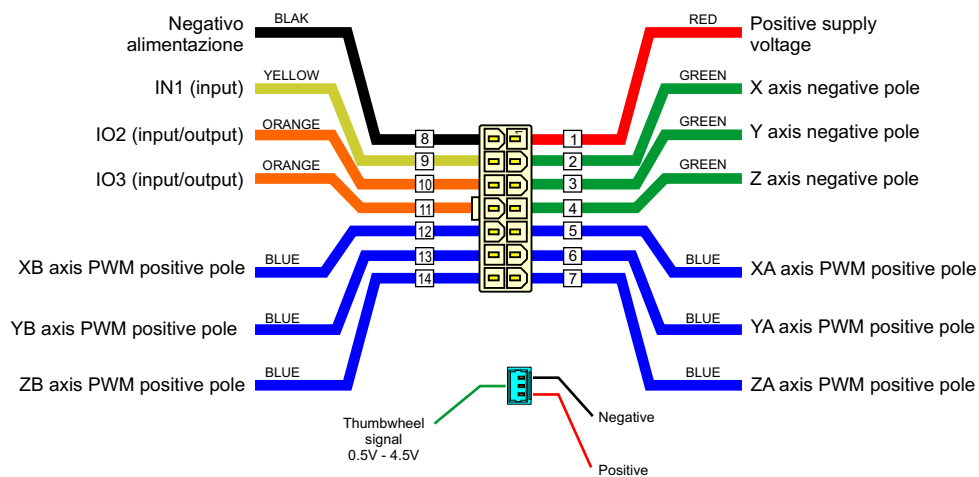 Negativo
alimentazione
BLAK
RED
Positive supply
voltage
IN1 (input)
YELLOW
GREEN
X axis negative pole
IO2 (input/output)
ORANGE
GREEN
Y axis negative pole
IO3 (input/output)
ORANGE
GREEN
Z axis negative pole
8
1
1
9
2
10
3
11
4
12
5
13
6
14
7
XB axis PWM positive pole
BLUE
BLUE
XA axis PWM positive pole
YB axis PWM positive pole
BLUE
BLUE
YA axis PWM positive pole
ZB axis PWM positive pole
BLUE
BLUE
ZA axis PWM positive pole
Thumbwheel
signal
0.5V - 4.5V
Negative
Positive